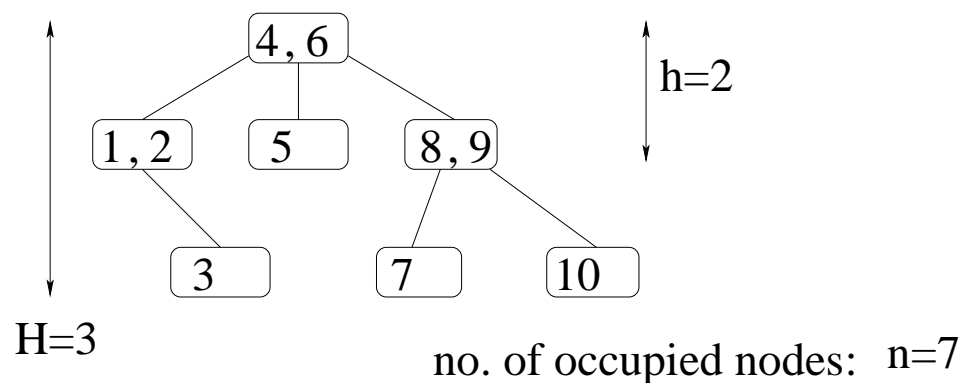 4,6
h=2
1,2 5 8,9
3 7 10
H=3
no. of occupied nodes: n=7